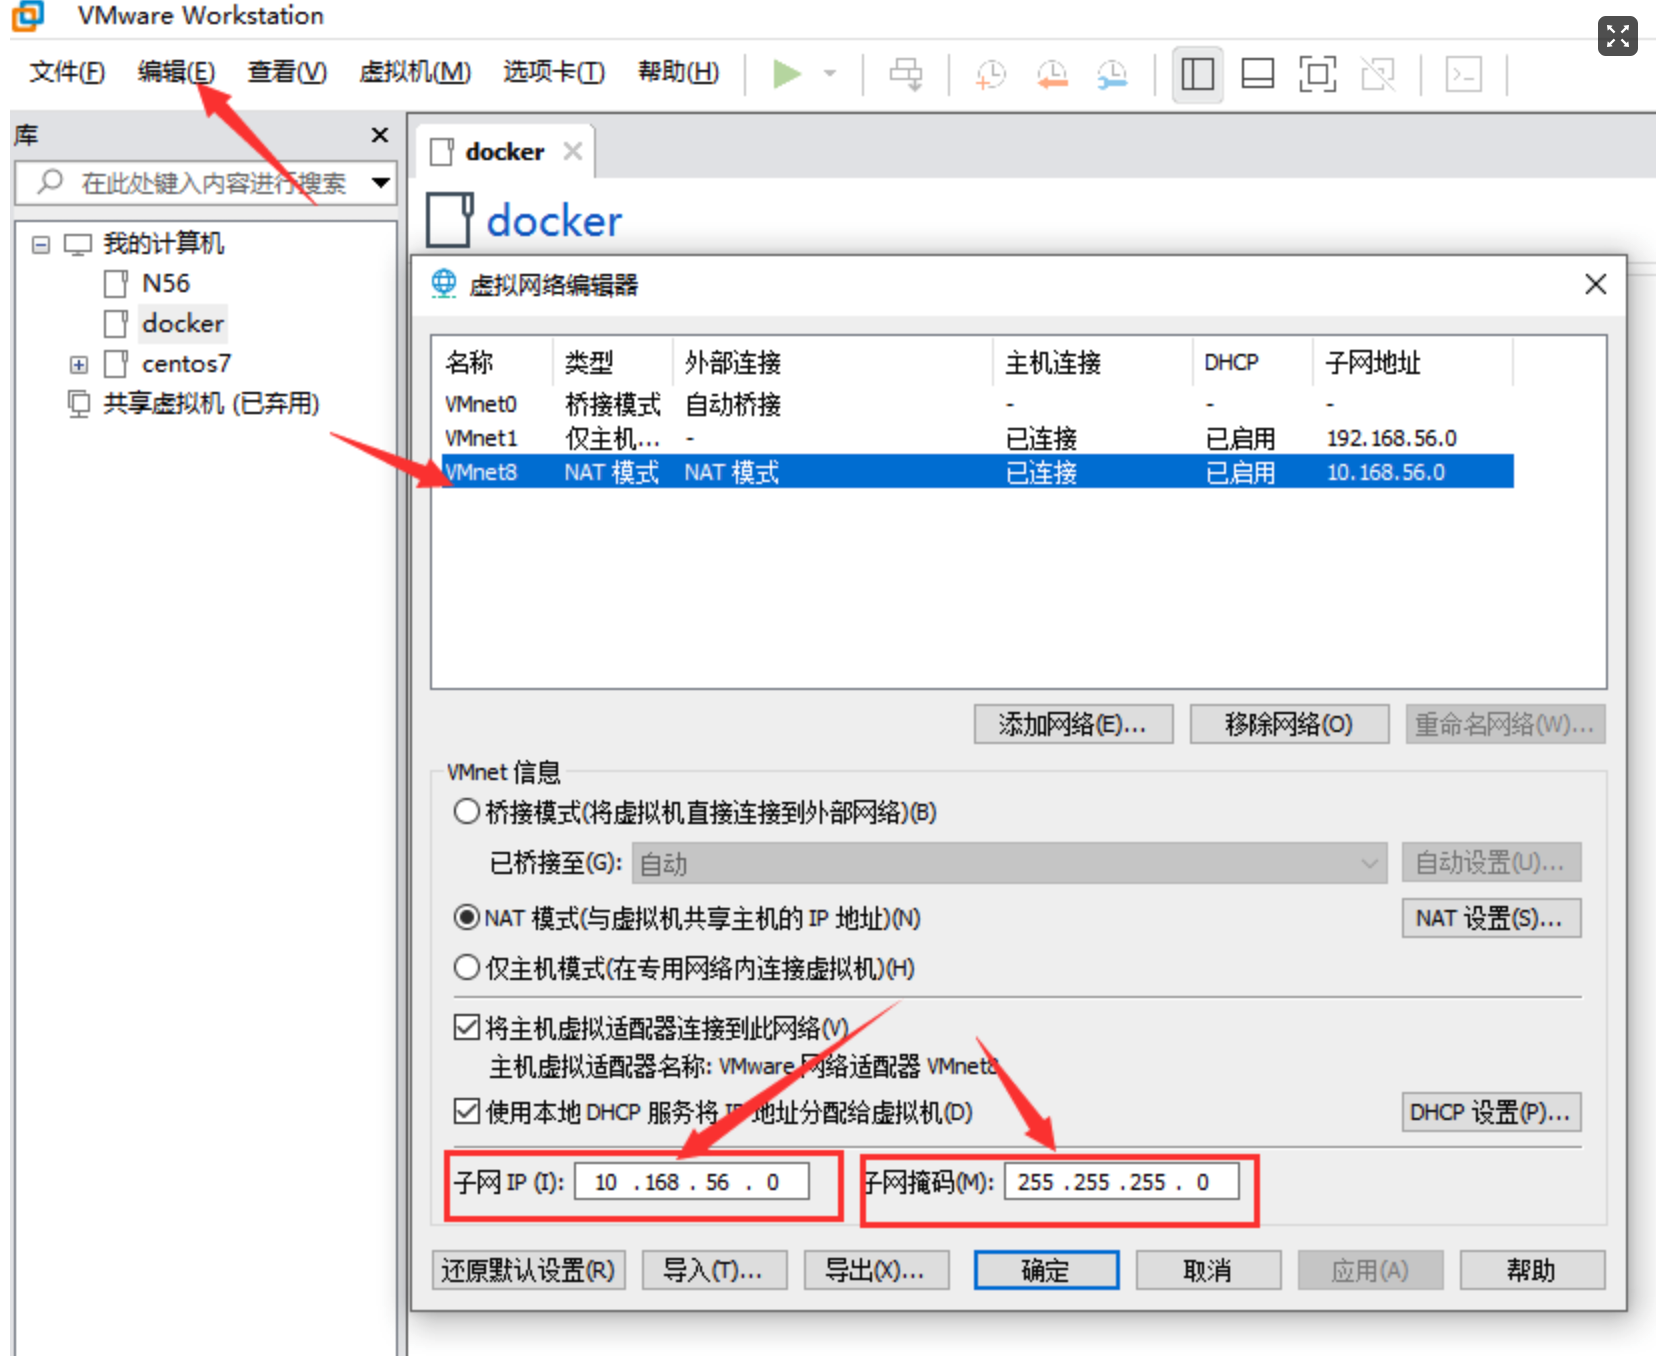 VMware Workstation
文件(F) 编辑(E) 查看(V) 虚拟机(M) 选项卡(T) 帮助(H)
库
在此处键入内容进行搜索
我的计算机
N56
docker
centos7
共享虚拟机 (已弃用)
docker
docker
虚拟网络编辑器
名称 类型 外部连接 主机连接 DHCP 子网地址
VMnet0 桥接模式 自动桥接 - - -
VMnet1 仅主机... - 已连接 已启用 192.168.56.0
VMnet8 NAT 模式 NAT 模式 已连接 已启用 10.168.56.0
添加网络(E)... 移除网络(O) 重命名网络(W)...
VMnet 信息
桥接模式(将虚拟机直接连接到外部网络)(B)
已桥接至(G): 自动 自动设置(U)...
NAT 模式(与虚拟机共享主机的 IP 地址)(N) NAT 设置(S)...
仅主机模式(在专用网络内连接虚拟机)(H)
将主机虚拟适配器连接到此网络(V)
主机虚拟适配器名称: VMware 网络适配器 VMnet8
使用本地 DHCP 服务将 IP 地址分配给虚拟机(D) DHCP 设置(P)...
子网 IP (I): 10 .168 . 56 . 0 子网掩码(M): 255 .255 .255 . 0
还原默认设置(R) 导入(T)... 导出(X)... 确定 取消 应用(A) 帮助